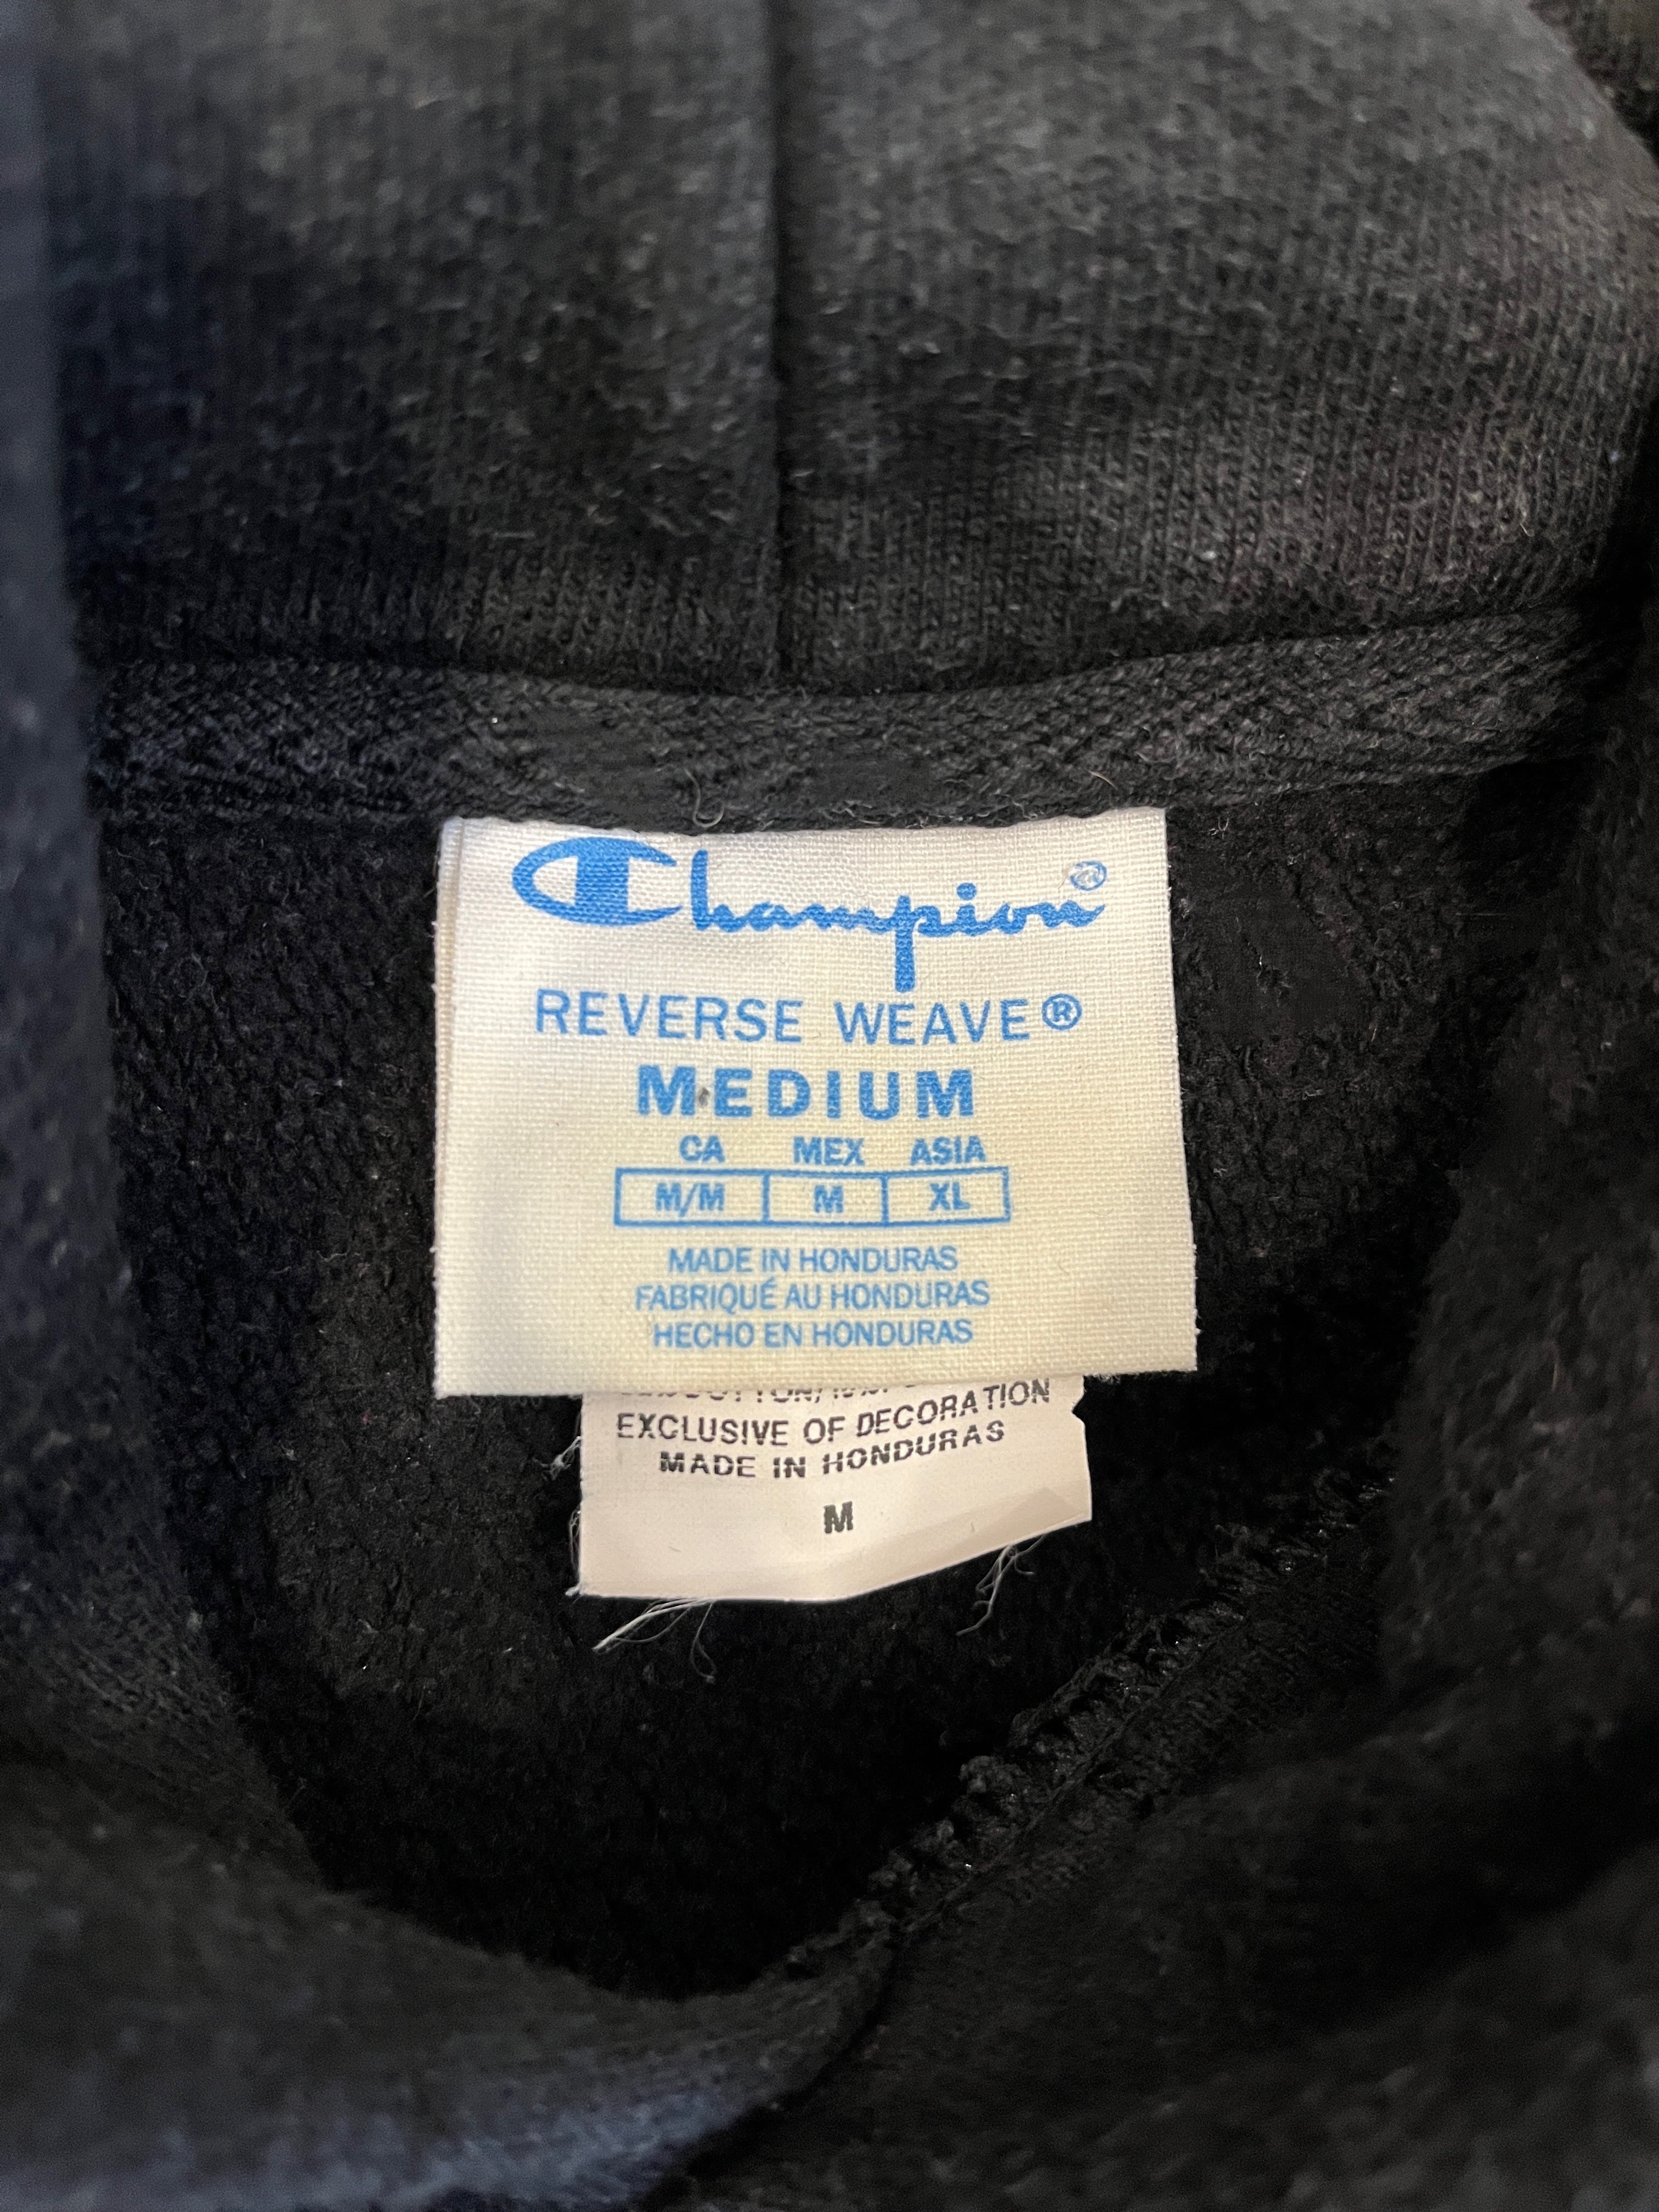 Champion®
REVERSE WEAVE®
MEDIUM
CA MEX ASIA
M/M M XL
MADE IN HONDURAS
FABRIQUÉ AU HONDURAS
HECHO EN HONDURAS
EXCLUSIVE OF DECORATION
MADE IN HONDURAS
M